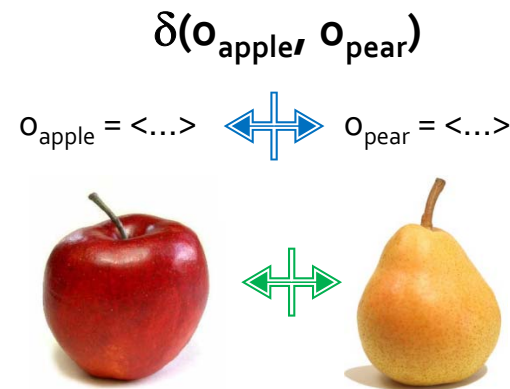 δ(o_apple, o_pear)
o_apple = <...> o_pear = <...>